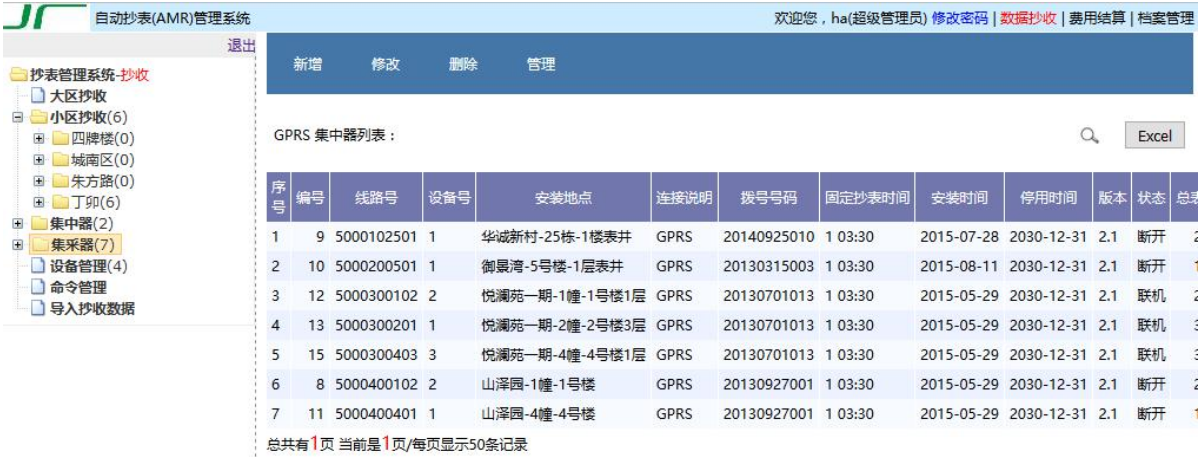 自动抄表(AMR)管理系统
欢迎您，ha(超级管理员) 修改密码 | 数据抄收 | 费用结算 | 档案管理
退出
抄表管理系统-抄收
大区抄收
小区抄收(6)
四牌楼(0)
城南区(0)
朱方路(0)
丁卯(6)
集中器(2)
集采器(7)
设备管理(4)
命令管理
导入抄收数据
新增 修改 删除 管理
GPRS 集中器列表： Excel
序号 编号 线路号 设备号 安装地点 连接说明 拨号号码 固定抄表时间 安装时间 停用时间 版本 状态 总表
1 9 5000102501 1 华诚新村-25栋-1楼表井 GPRS 20140925010 1 03:30 2015-07-28 2030-12-31 2.1 断开
2 10 5000200501 1 御景湾-5号楼-1层表井 GPRS 20130315003 1 03:30 2015-08-11 2030-12-31 2.1 断开
3 12 5000300102 2 悦澜苑一期-1幢-1号楼1层 GPRS 20130701013 1 03:30 2015-05-29 2030-12-31 2.1 联机
4 13 5000300201 1 悦澜苑一期-2幢-2号楼3层 GPRS 20130701013 1 03:30 2015-05-29 2030-12-31 2.1 联机
5 15 5000300403 3 悦澜苑一期-4幢-4号楼1层 GPRS 20130701013 1 03:30 2015-05-29 2030-12-31 2.1 联机
6 8 5000400102 2 山泽园-1幢-1号楼 GPRS 20130927001 1 03:30 2015-05-29 2030-12-31 2.1 断开
7 11 5000400401 1 山泽园-4幢-4号楼 GPRS 20130927001 1 03:30 2015-05-29 2030-12-31 2.1 断开
总共有1页 当前是1页/每页显示50条记录